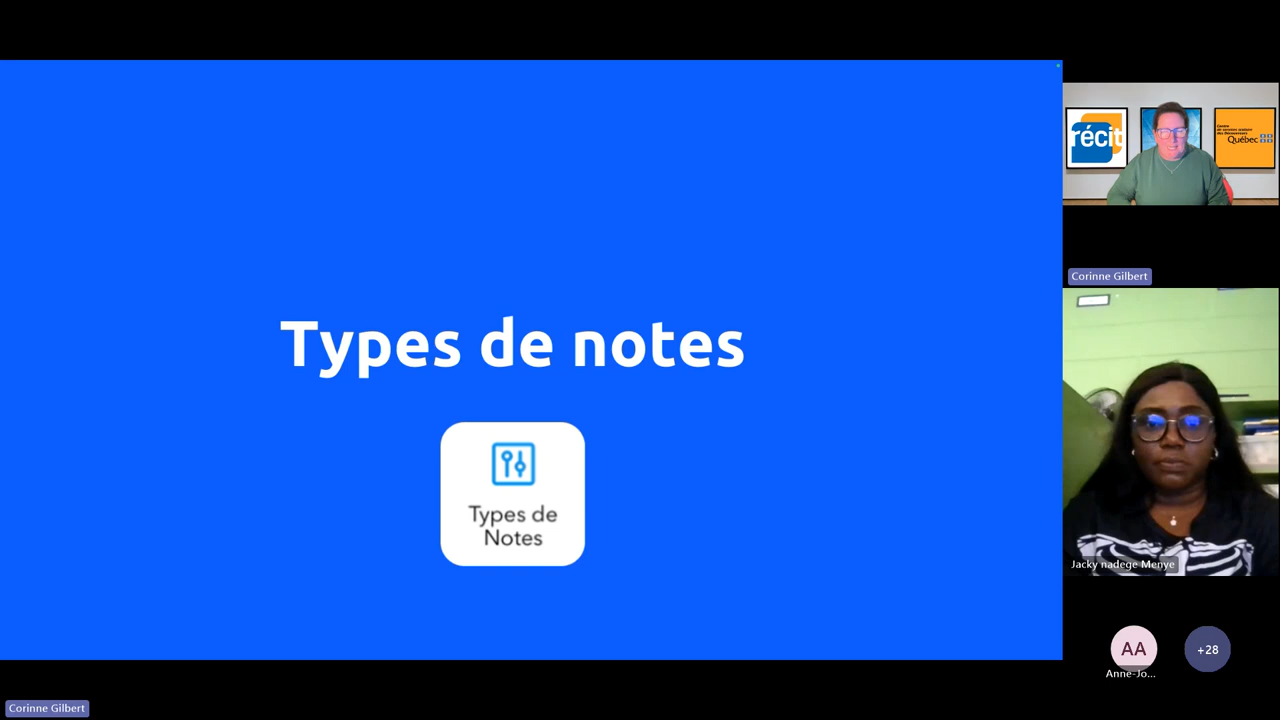 Types de notes
Types de
Notes
récit
Québec
Corinne Gilbert
Jacky nadege Menye
AA
+28
Anne-Jo...
Corinne Gilbert